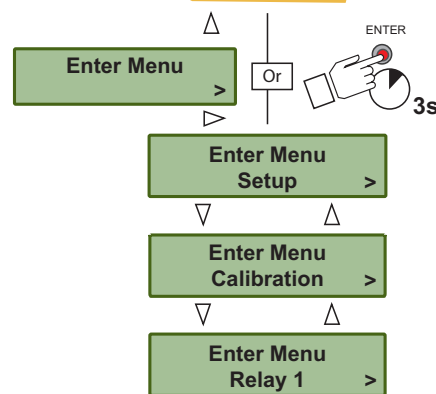 ENTER
Enter Menu
>
Or
3s
Enter Menu
Setup >
Enter Menu
Calibration >
Enter Menu
Relay 1 >